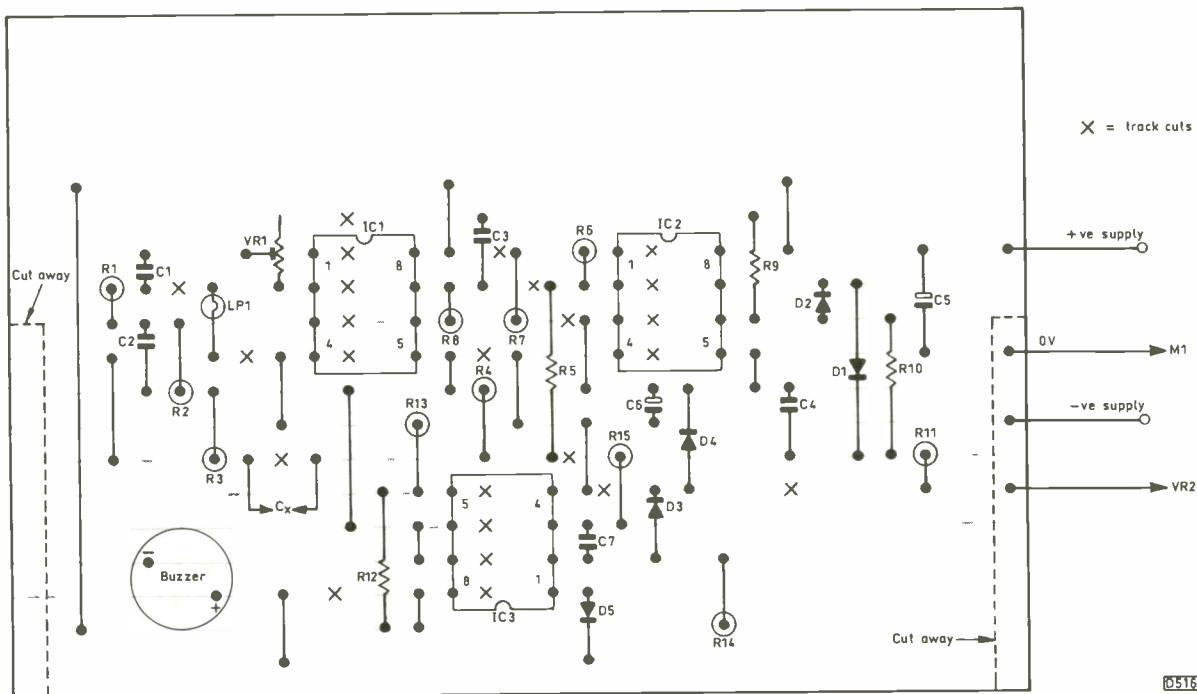 X = track cuts
+ve supply
VR1
IC1
1
8
4
5
C3
R6
IC2
1
8
4
5
R9
Cut away
R1
C1
LP1
C2
R8
R7
D2
C5
0V
M1
R2
R13
R4
R5
C6
D4
C4
D1
R10
-ve supply
R3
R15
R11
Cx
5
4
8
1
IC3
D3
VR2
C7
Buzzer
-
+
R12
D5
R14
Cut away
D516